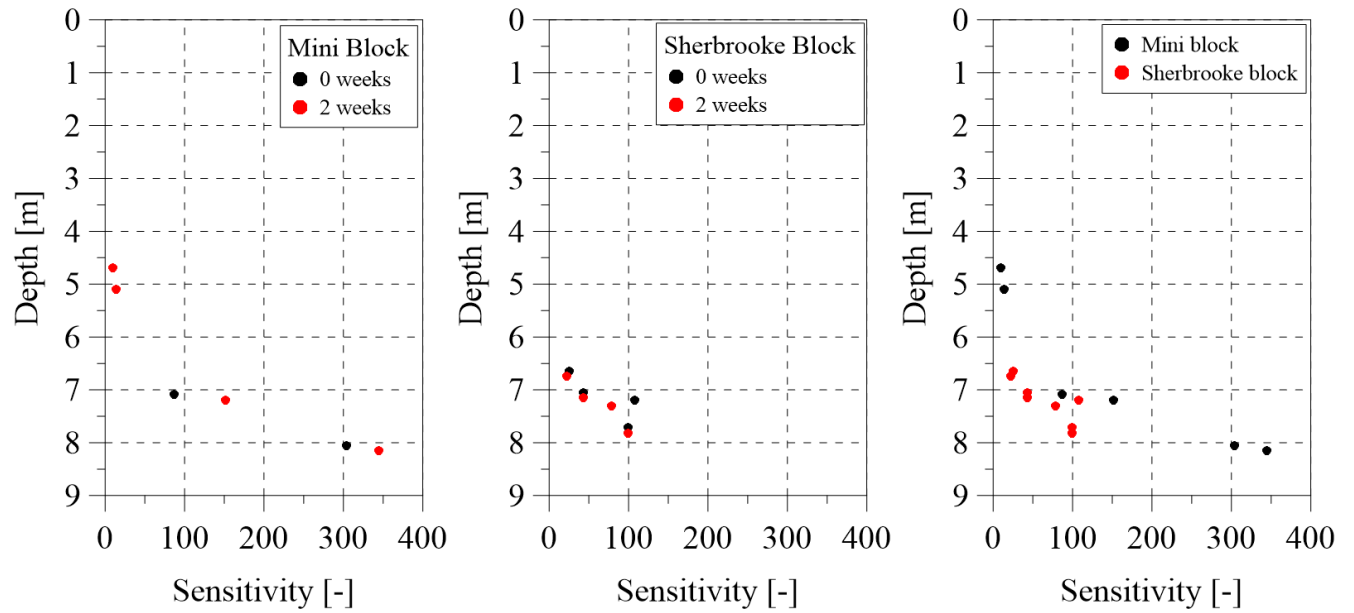 Mini Block
0 weeks
2 weeks
0
1
2
3
4
5
6
7
8
9
Depth [m]
0 100 200 300 400
Sensitivity [-]
Sherbrooke Block
0 weeks
2 weeks
0
1
2
3
4
5
6
7
8
9
Depth [m]
0 100 200 300 400
Sensitivity [-]
Mini block
Sherbrooke block
0
1
2
3
4
5
6
7
8
9
Depth [m]
0 100 200 300 400
Sensitivity [-]